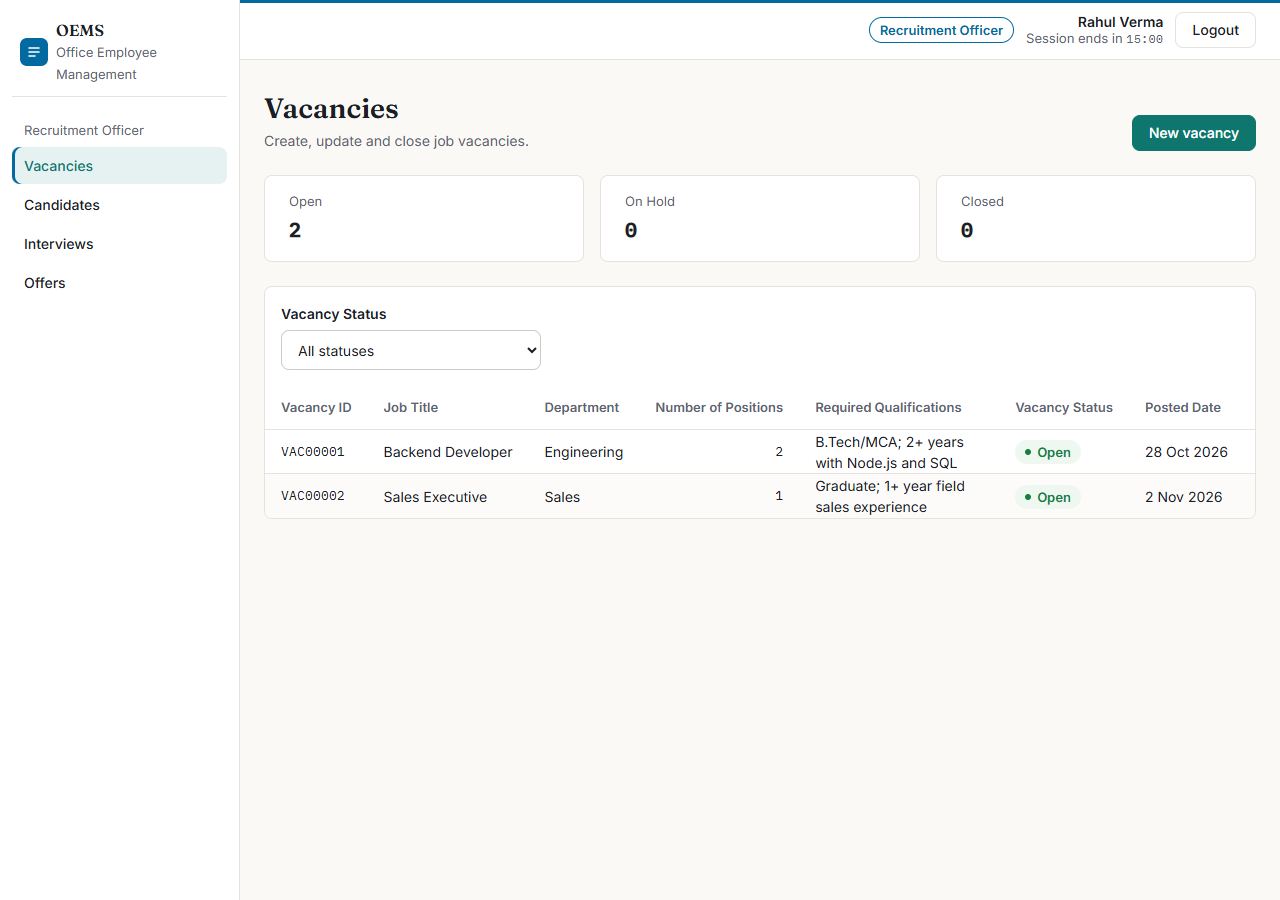 OEMS
Office Employee
Management
Recruitment Officer
Vacancies
Candidates
Interviews
Offers
Recruitment Officer
Rahul Verma
Session ends in 15:00
Logout
Vacancies
Create, update and close job vacancies.
New vacancy
Open
2
On Hold
0
Closed
0
Vacancy Status
All statuses
Vacancy ID Job Title Department Number of Positions Required Qualifications Vacancy Status Posted Date
VAC00001 Backend Developer Engineering 2 B.Tech/MCA; 2+ years
with Node.js and SQL Open 28 Oct 2026
VAC00002 Sales Executive Sales 1 Graduate; 1+ year field
sales experience Open 2 Nov 2026